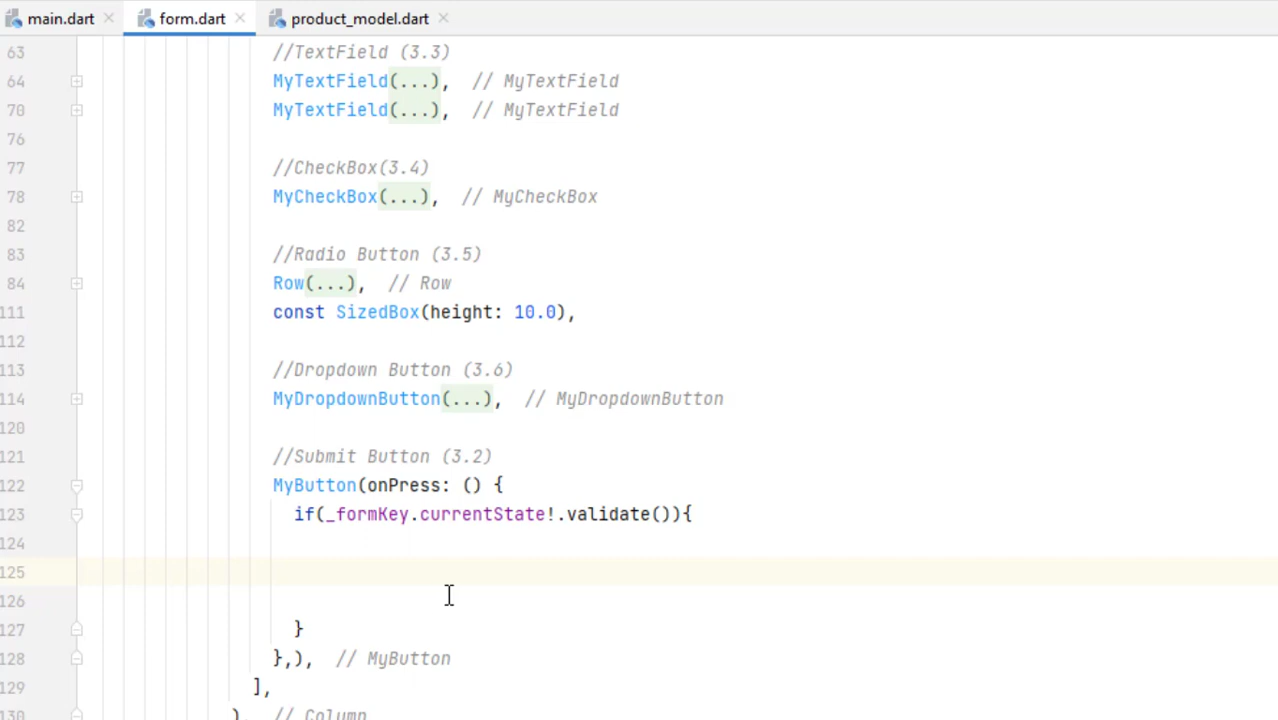 main.dart form.dart product_model.dart
63 //TextField (3.3)
64 MyTextField(...), // MyTextField
70 MyTextField(...), // MyTextField
76
77 //CheckBox(3.4)
78 MyCheckBox(...), // MyCheckBox
82
83 //Radio Button (3.5)
84 Row(...), // Row
111 const SizedBox(height: 10.0),
112
113 //Dropdown Button (3.6)
114 MyDropdownButton(...), // MyDropdownButton
120
121 //Submit Button (3.2)
122 MyButton(onPress: () {
123 if(_formKey.currentState!.validate()){
124
125
126
127 }
128 },), // MyButton
129 ],
130 ), // Column